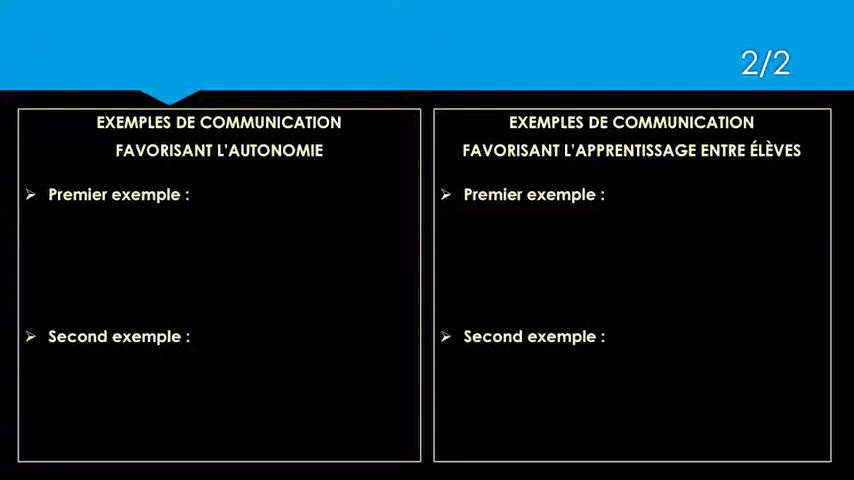 2/2
EXEMPLES DE COMMUNICATION
FAVORISANT L'AUTONOMIE
Premier exemple :
Second exemple :
EXEMPLES DE COMMUNICATION
FAVORISANT L'APPRENTISSAGE ENTRE ÉLÈVES
Premier exemple :
Second exemple :